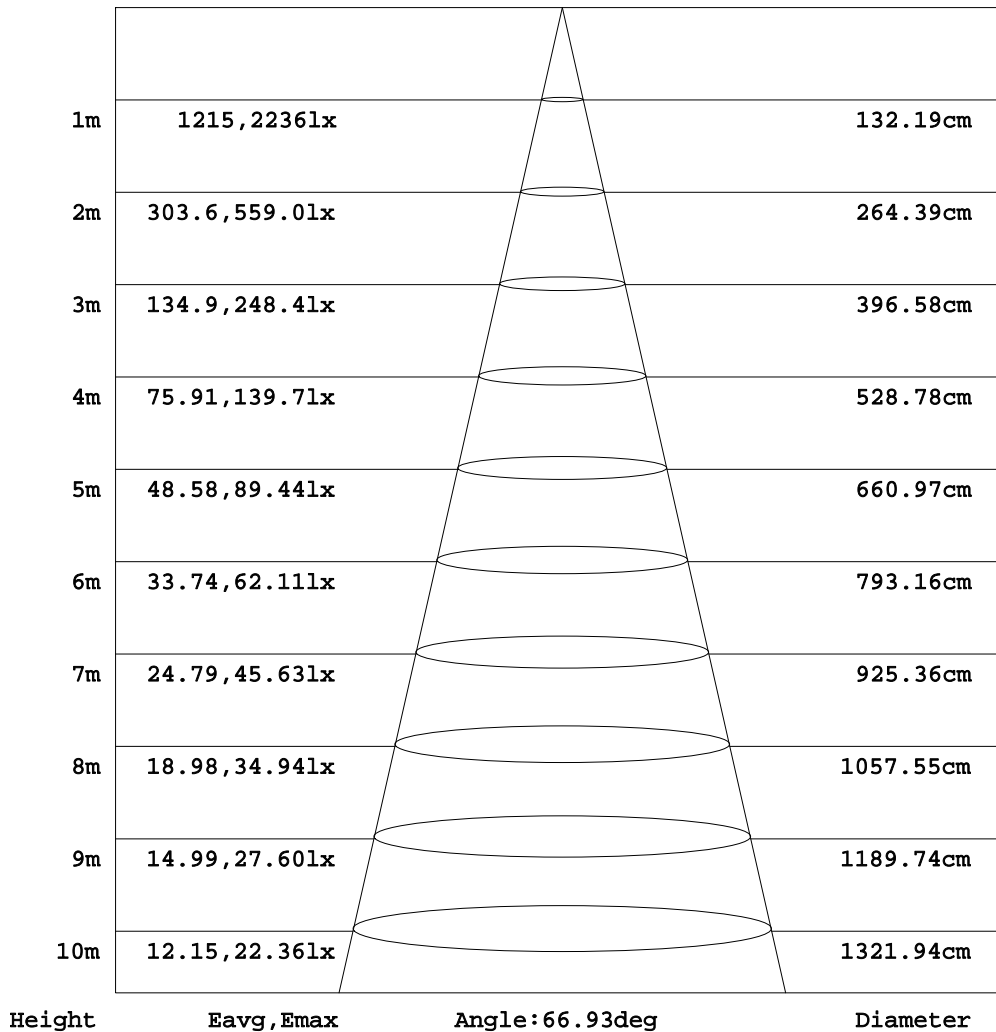 1m 1215,2236lx 132.19cm
2m 303.6,559.0lx 264.39cm
3m 134.9,248.4lx 396.58cm
4m 75.91,139.7lx 528.78cm
5m 48.58,89.44lx 660.97cm
6m 33.74,62.11lx 793.16cm
7m 24.79,45.63lx 925.36cm
8m 18.98,34.94lx 1057.55cm
9m 14.99,27.60lx 1189.74cm
10m 12.15,22.36lx 1321.94cm
Height Eavg,Emax Angle:66.93deg Diameter